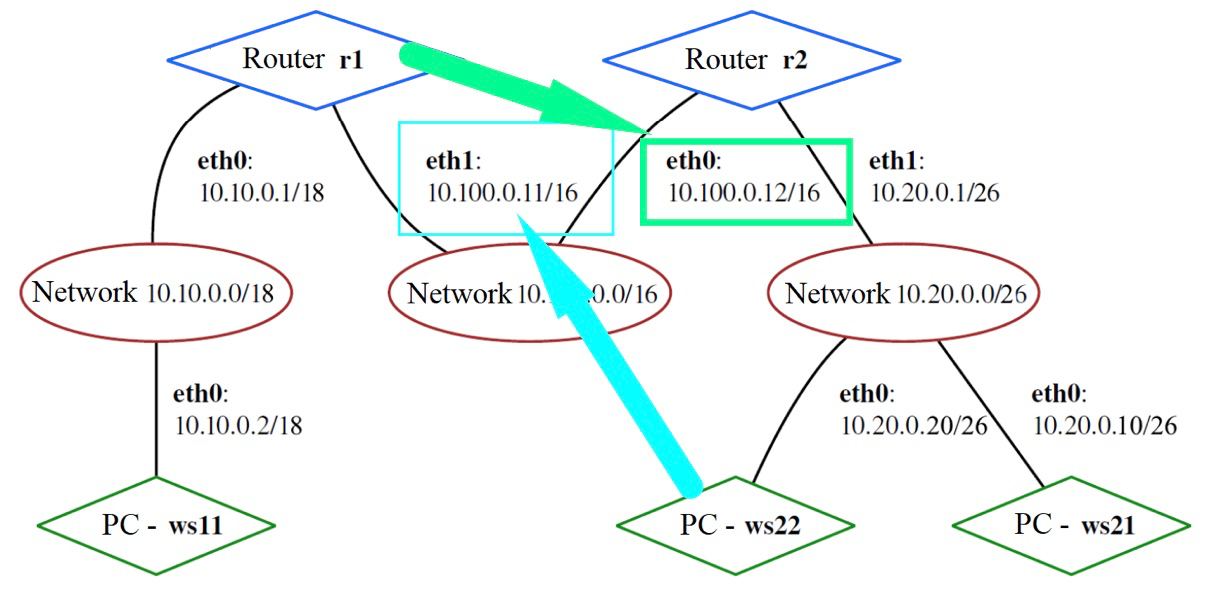 Router r1
Router r2
eth0:
10.10.0.1/18
eth1:
10.100.0.11/16
eth0:
10.100.0.12/16
eth1:
10.20.0.1/26
Network 10.10.0.0/18
Network 10. 0.0/16
Network 10.20.0.0/26
eth0:
10.10.0.2/18
eth0:
10.20.0.20/26
eth0:
10.20.0.10/26
PC - ws11
PC - ws22
PC - ws21